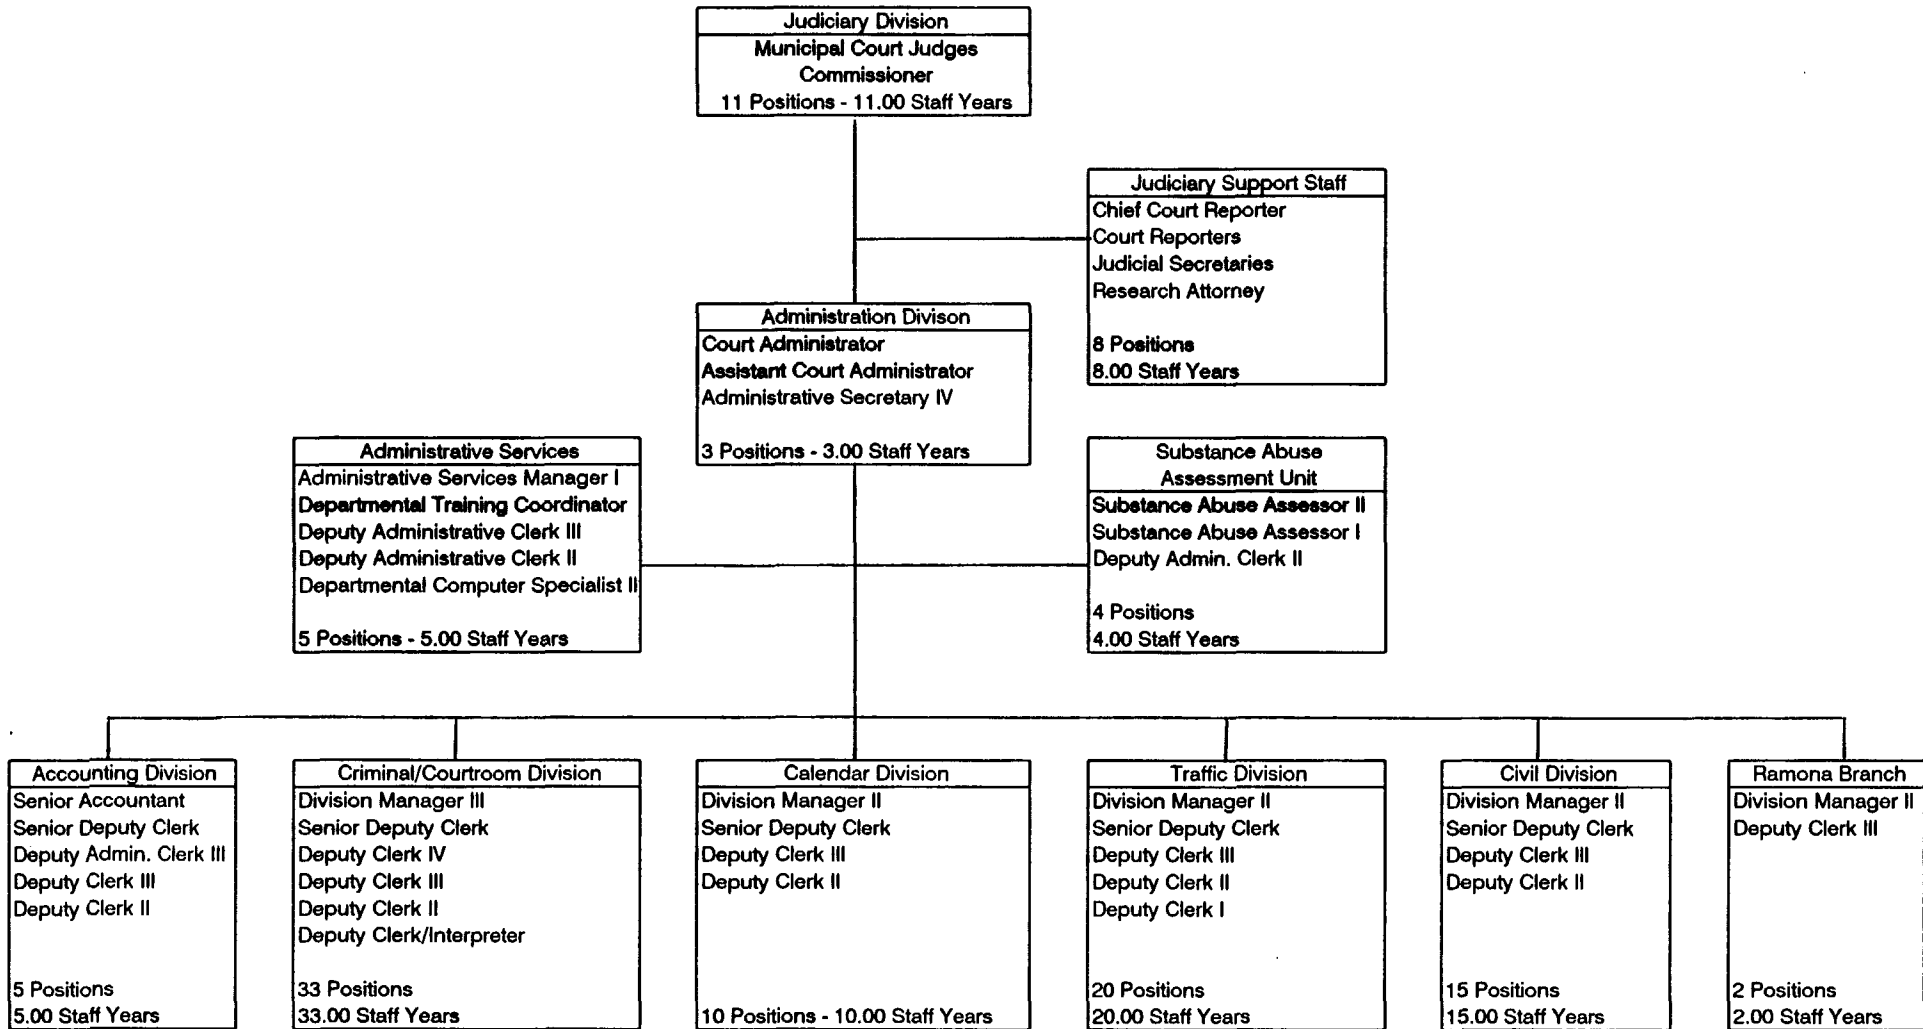 Judiciary Division
Municipal Court Judges
Commissioner
11 Positions - 11.00 Staff Years
Judiciary Support Staff
Chief Court Reporter
Court Reporters
Judicial Secretaries
Research Attorney
8 Positions
8.00 Staff Years
Administration Divison
Court Administrator
Assistant Court Administrator
Administrative Secretary IV
3 Positions - 3.00 Staff Years
Administrative Services
Administrative Services Manager I
Departmental Training Coordinator
Deputy Administrative Clerk III
Deputy Administrative Clerk II
Departmental Computer Specialist II
5 Positions - 5.00 Staff Years
Substance Abuse
Assessment Unit
Substance Abuse Assessor II
Substance Abuse Assessor I
Deputy Admin. Clerk II
4 Positions
4.00 Staff Years
Accounting Division
Senior Accountant
Senior Deputy Clerk
Deputy Admin. Clerk III
Deputy Clerk III
Deputy Clerk II
5 Positions
5.00 Staff Years
Criminal/Courtroom Division
Division Manager III
Senior Deputy Clerk
Deputy Clerk IV
Deputy Clerk III
Deputy Clerk II
Deputy Clerk/Interpreter
33 Positions
33.00 Staff Years
Calendar Division
Division Manager II
Senior Deputy Clerk
Deputy Clerk III
Deputy Clerk II
10 Positions - 10.00 Staff Years
Traffic Division
Division Manager II
Senior Deputy Clerk
Deputy Clerk III
Deputy Clerk II
Deputy Clerk I
20 Positions
20.00 Staff Years
Civil Division
Division Manager II
Senior Deputy Clerk
Deputy Clerk III
Deputy Clerk II
15 Positions
15.00 Staff Years
Ramona Branch
Division Manager II
Deputy Clerk III
2 Positions
2.00 Staff Years